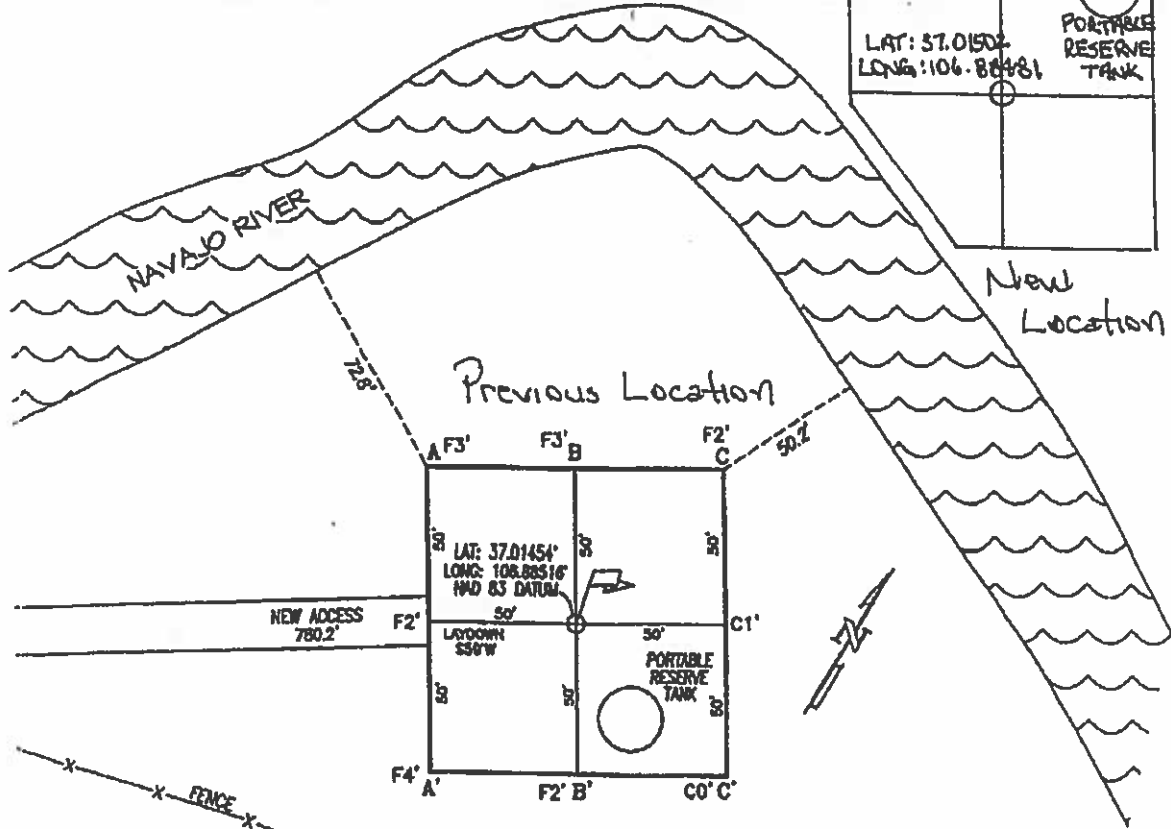 PORTABLE
RESERVE
TANK
LAT: 37.01502
LONG: 106.88481
NAVAJO RIVER
New
Location
72.8'
Previous Location
50.2'
A F3'
F3' B
F2' C
50'
50'
50'
LAT: 37.01454°
LONG: 106.88516°
NAD 83 DATUM
NEW ACCESS
780.2'
F2'
50'
50'
C1'
LAYDOWN
S59°W
PORTABLE
RESERVE
TANK
50'
50'
50'
N
F4' A'
F2' B'
C0' C'
FENCE